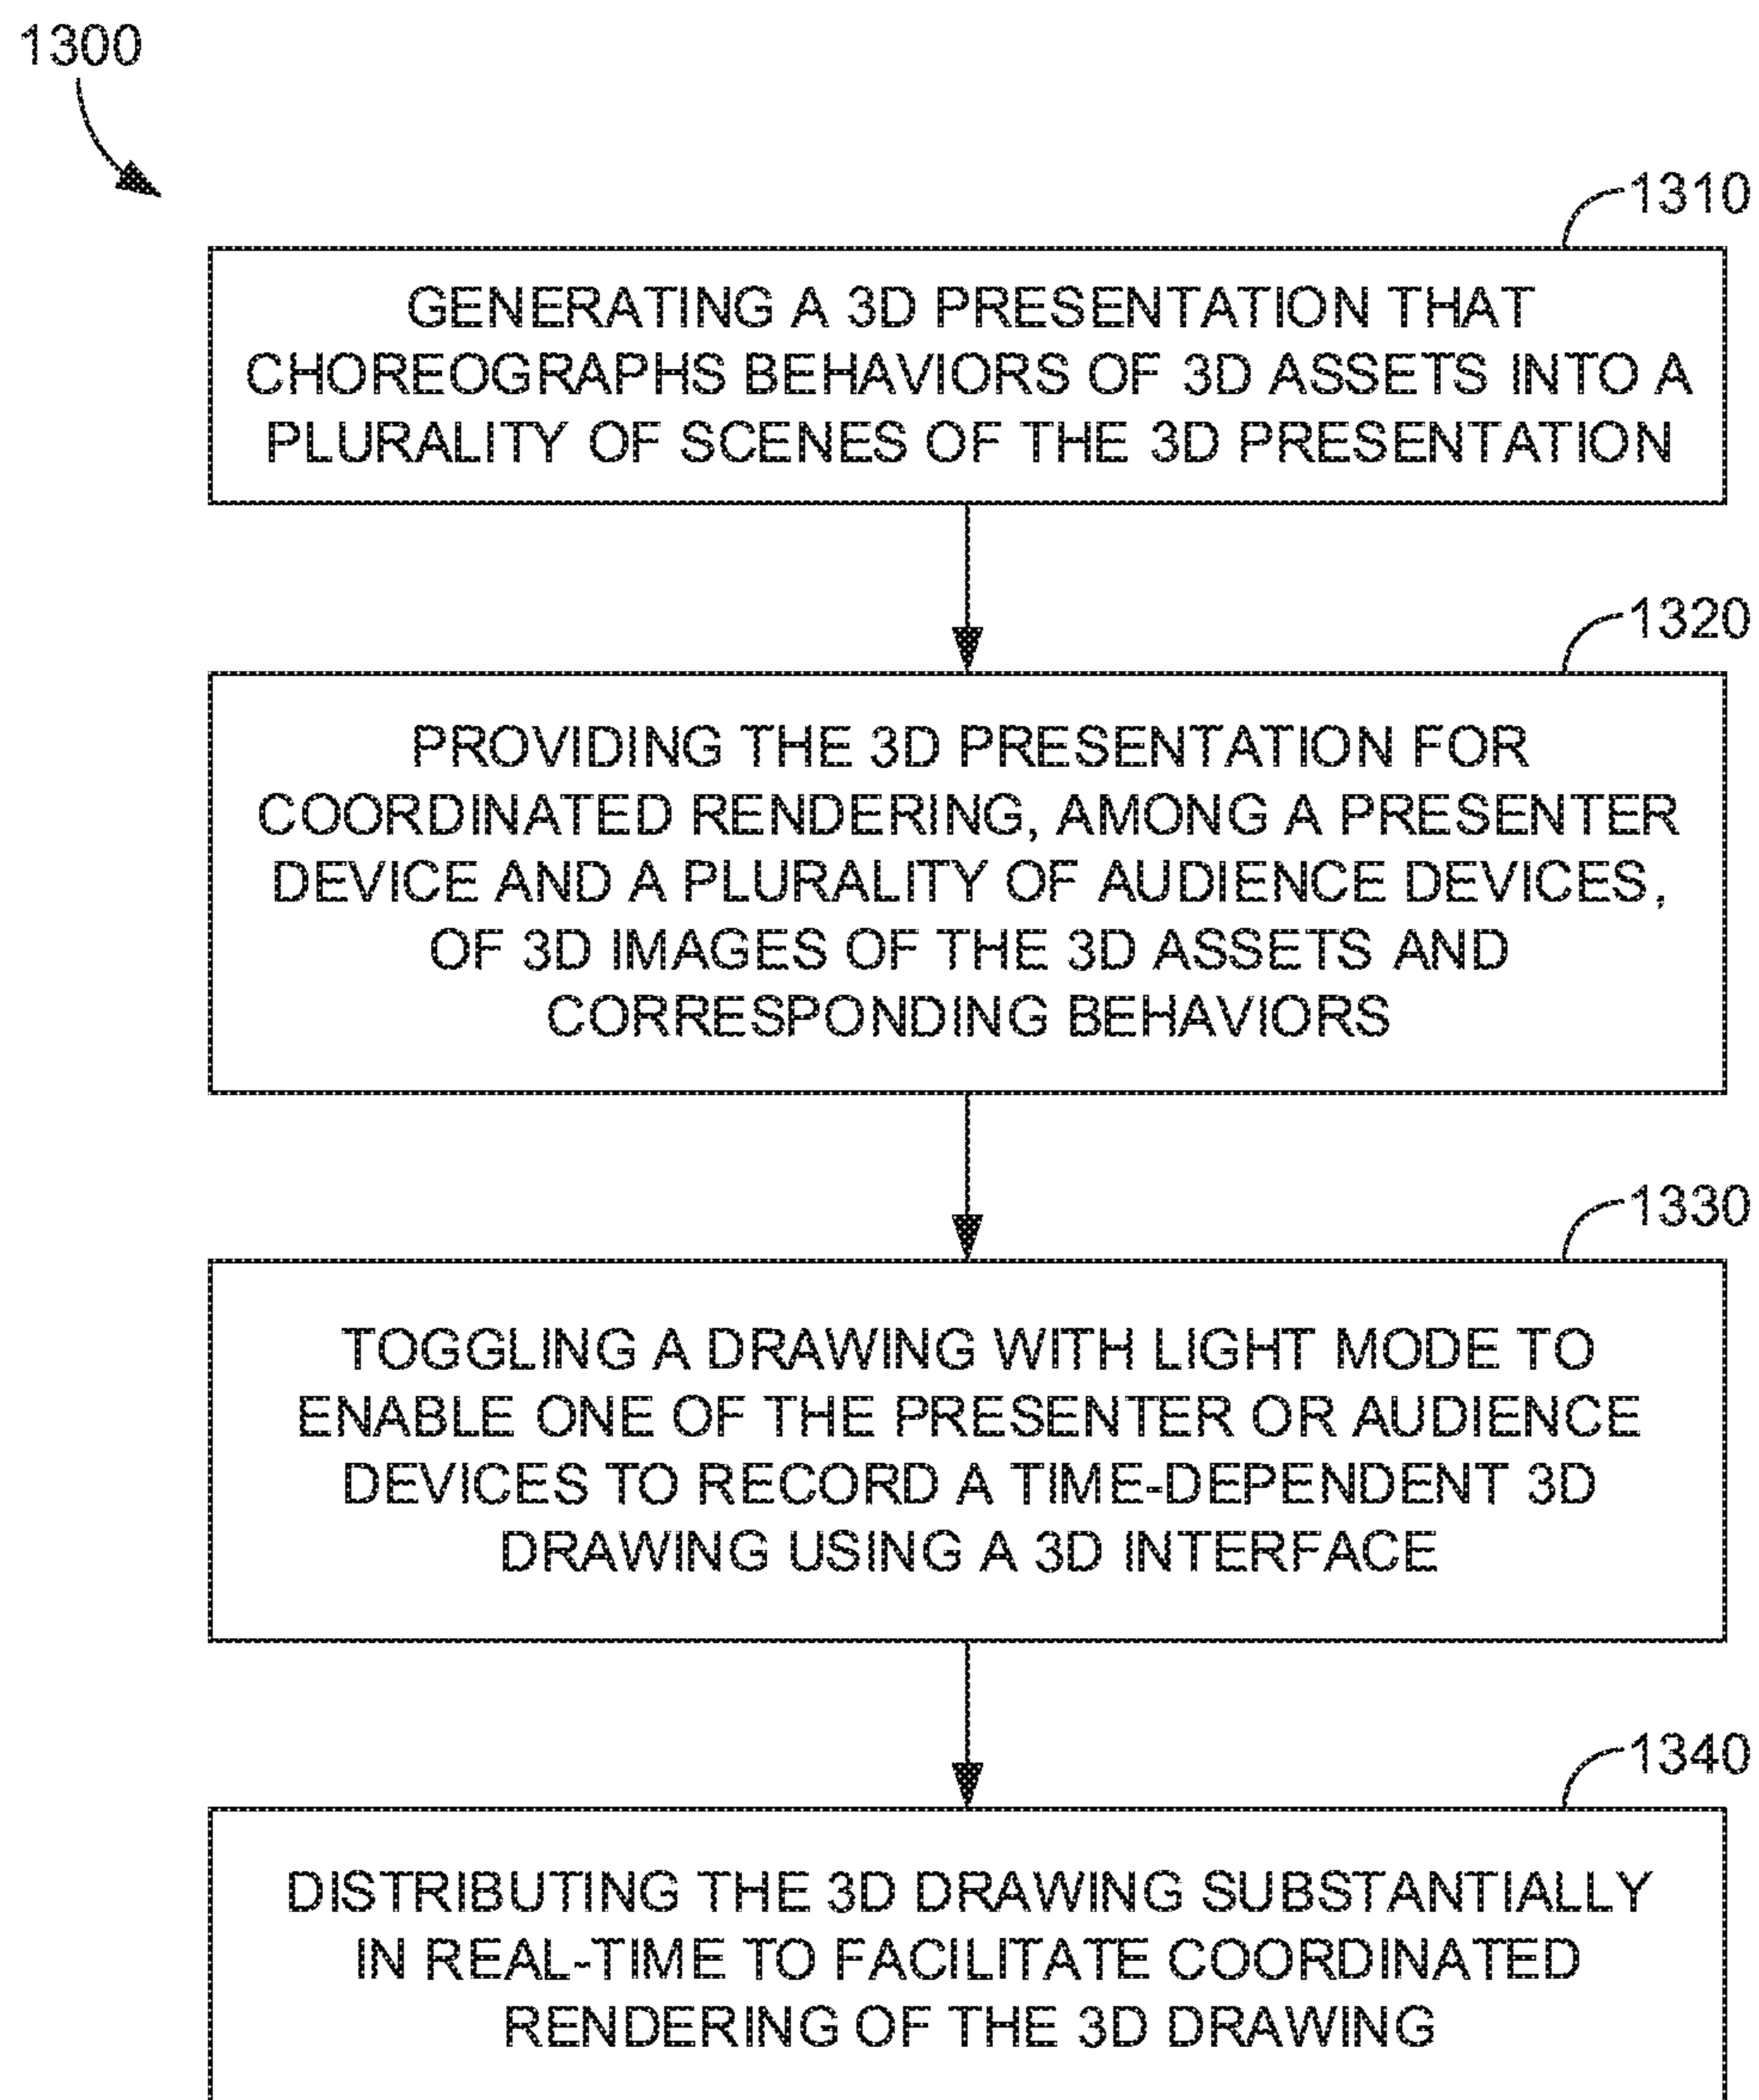 1300
1310
GENERATING A 3D PRESENTATION THAT
CHOREOGRAPHS BEHAVIORS OF 3D ASSETS INTO A
PLURALITY OF SCENES OF THE 3D PRESENTATION
1320
PROVIDING THE 3D PRESENTATION FOR
COORDINATED RENDERING, AMONG A PRESENTER
DEVICE AND A PLURALITY OF AUDIENCE DEVICES,
OF 3D IMAGES OF THE 3D ASSETS AND
CORRESPONDING BEHAVIORS
1330
TOGGLING A DRAWING WITH LIGHT MODE TO
ENABLE ONE OF THE PRESENTER OR AUDIENCE
DEVICES TO RECORD A TIME-DEPENDENT 3D
DRAWING USING A 3D INTERFACE
1340
DISTRIBUTING THE 3D DRAWING SUBSTANTIALLY
IN REAL-TIME TO FACILITATE COORDINATED
RENDERING OF THE 3D DRAWING